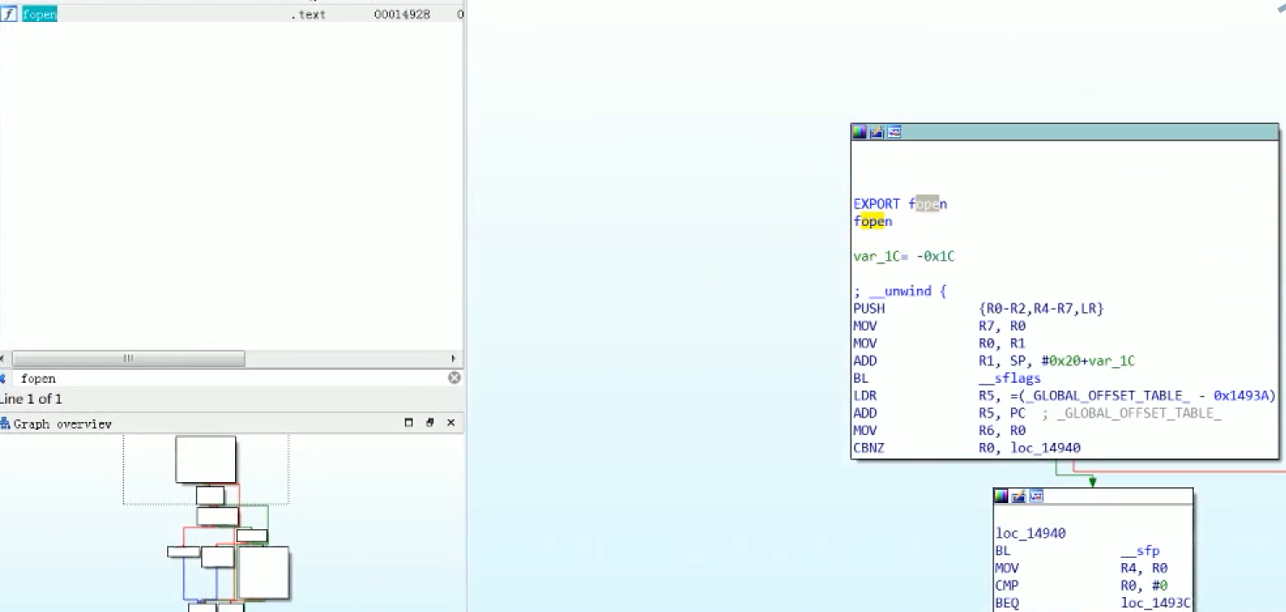 fopen .text 00014928 0
fopen
Line 1 of 1
Graph overview
EXPORT fopen
fopen
var_1C= -0x1C
; __unwind {
PUSH {R0-R2,R4-R7,LR}
MOV R7, R0
MOV R0, R1
ADD R1, SP, #0x20+var_1C
BL __sflags
LDR R5, =(_GLOBAL_OFFSET_TABLE_ - 0x1493A)
ADD R5, PC ; _GLOBAL_OFFSET_TABLE_
MOV R6, R0
CBNZ R0, loc_14940
loc_14940
BL __sfp
MOV R4, R0
CMP R0, #0
BEQ loc_1493C